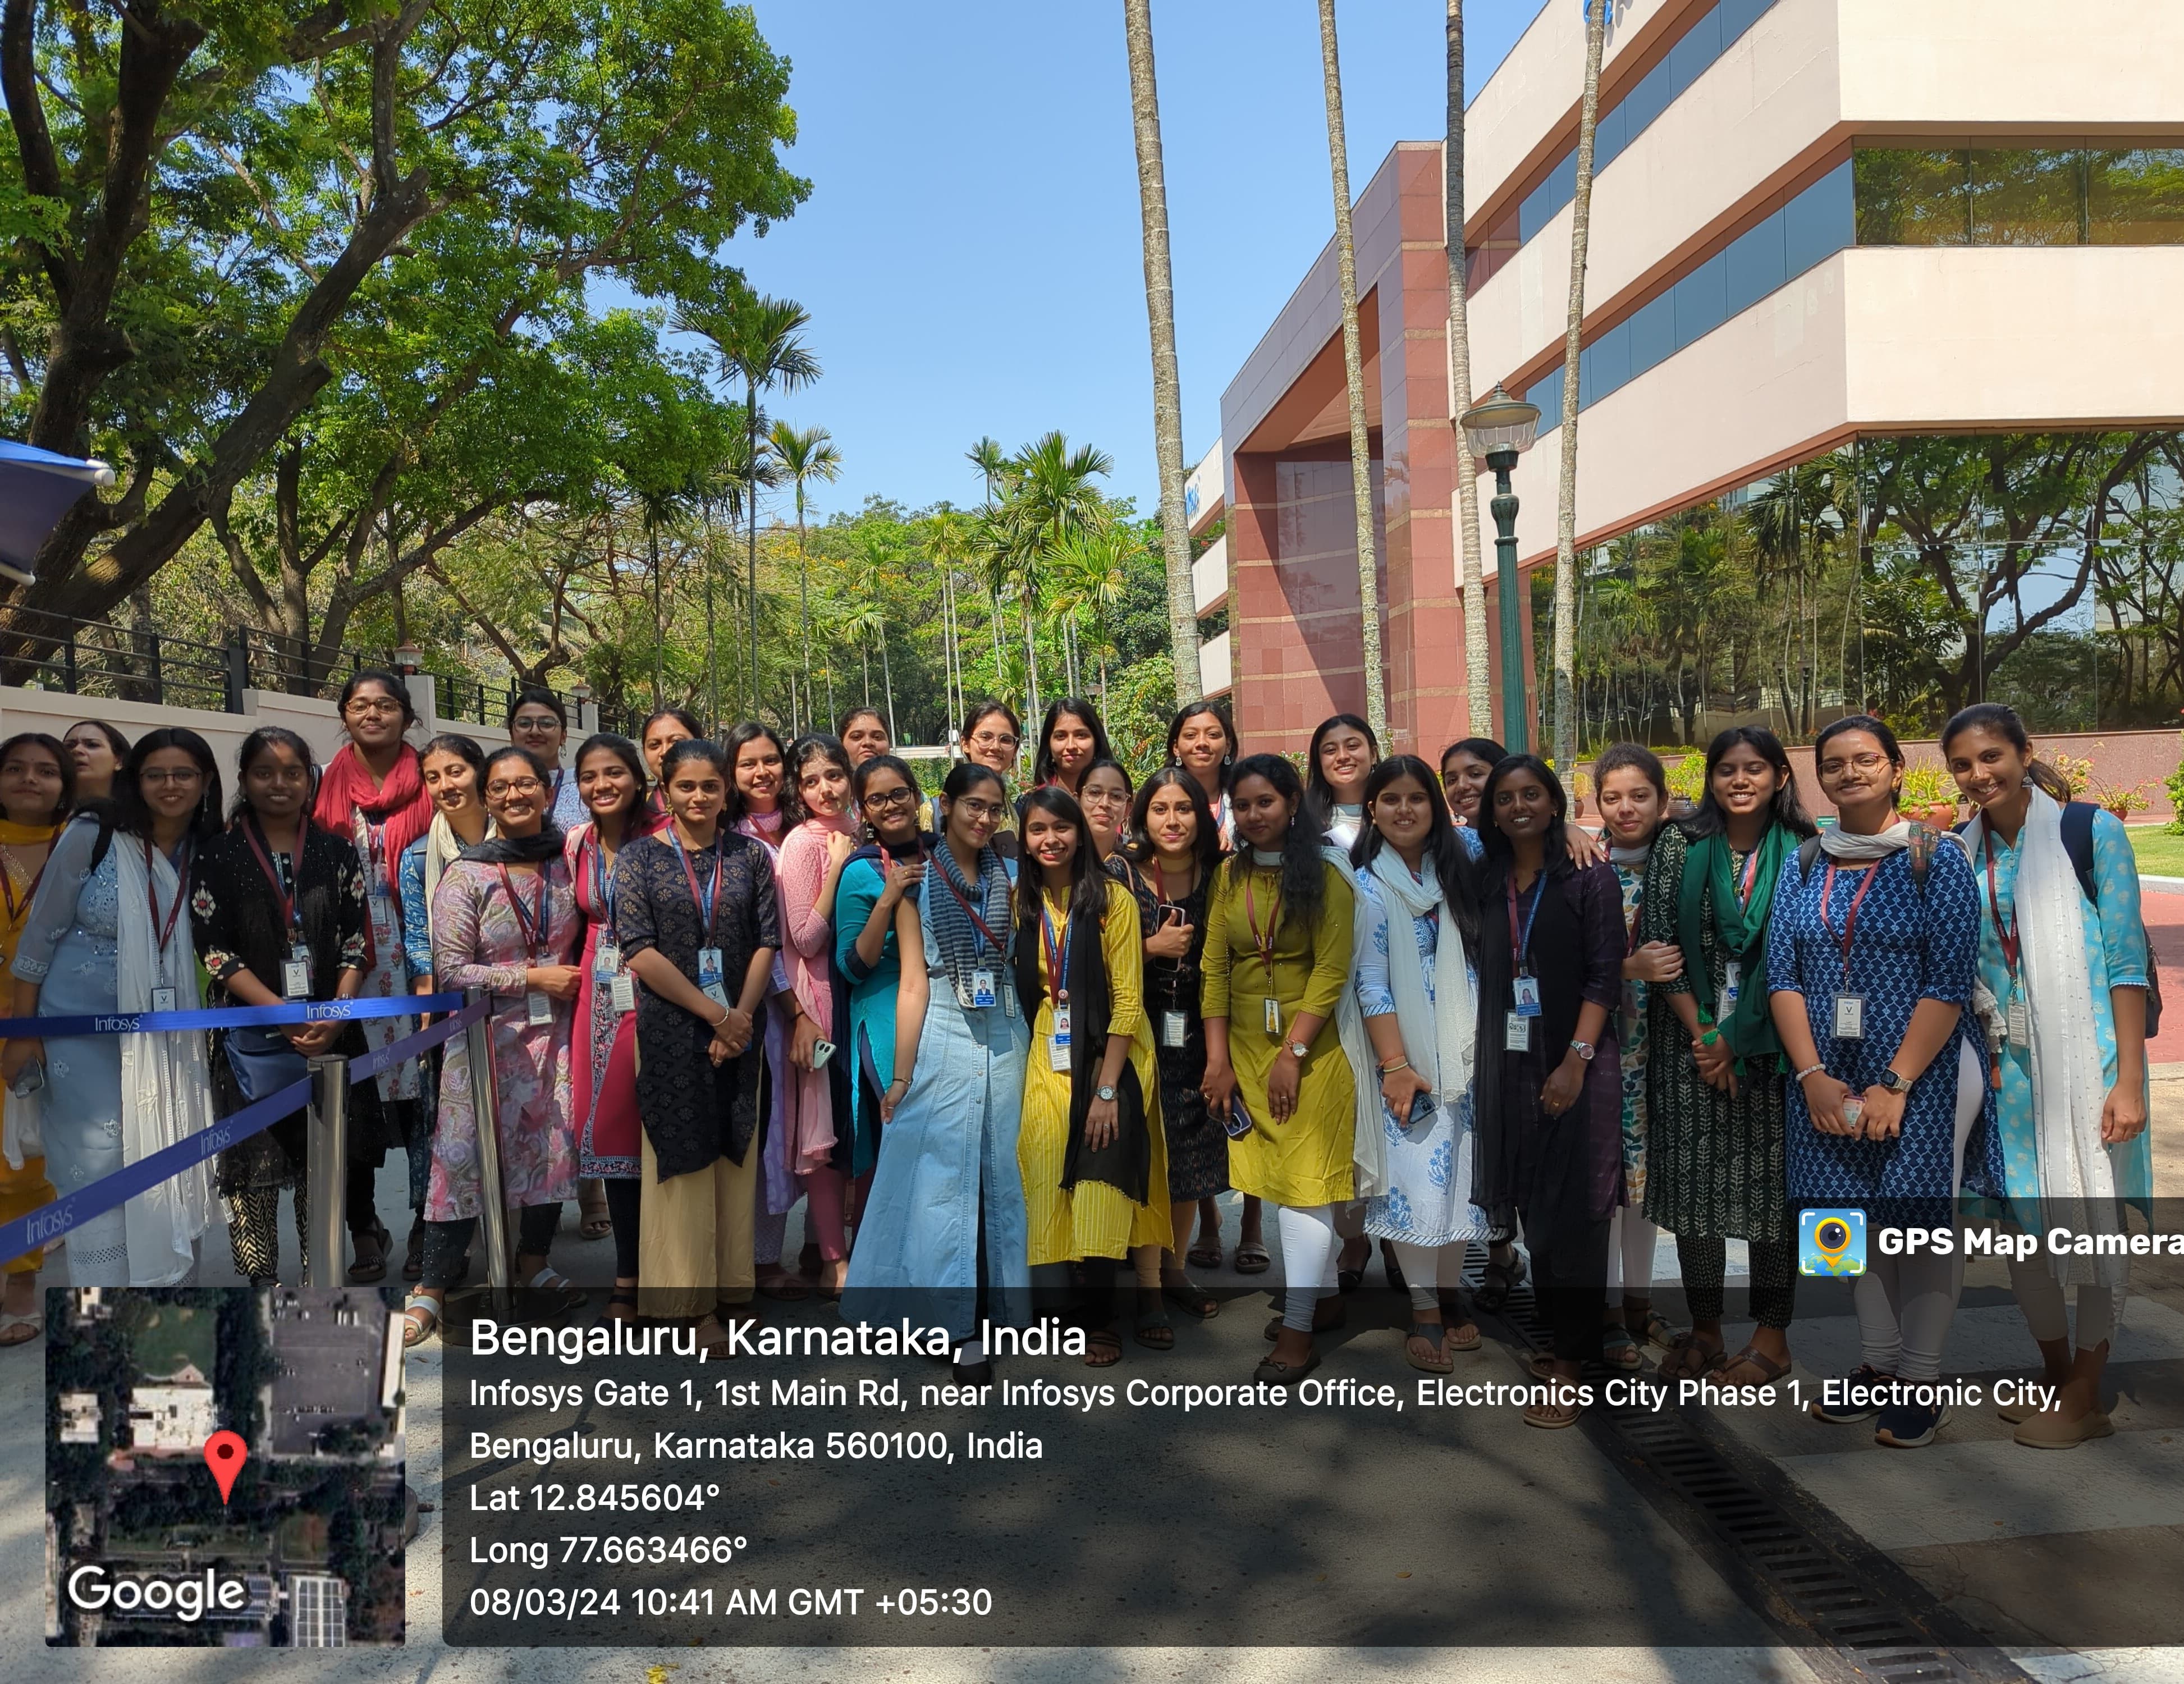 Infosys
Infosys
Infosys
Infosys
Infosys
GPS Map Camera
Bengaluru, Karnataka, India
Infosys Gate 1, 1st Main Rd, near Infosys Corporate Office, Electronics City Phase 1, Electronic City,
Bengaluru, Karnataka 560100, India
Lat 12.845604°
Long 77.663466°
08/03/24 10:41 AM GMT +05:30
Google